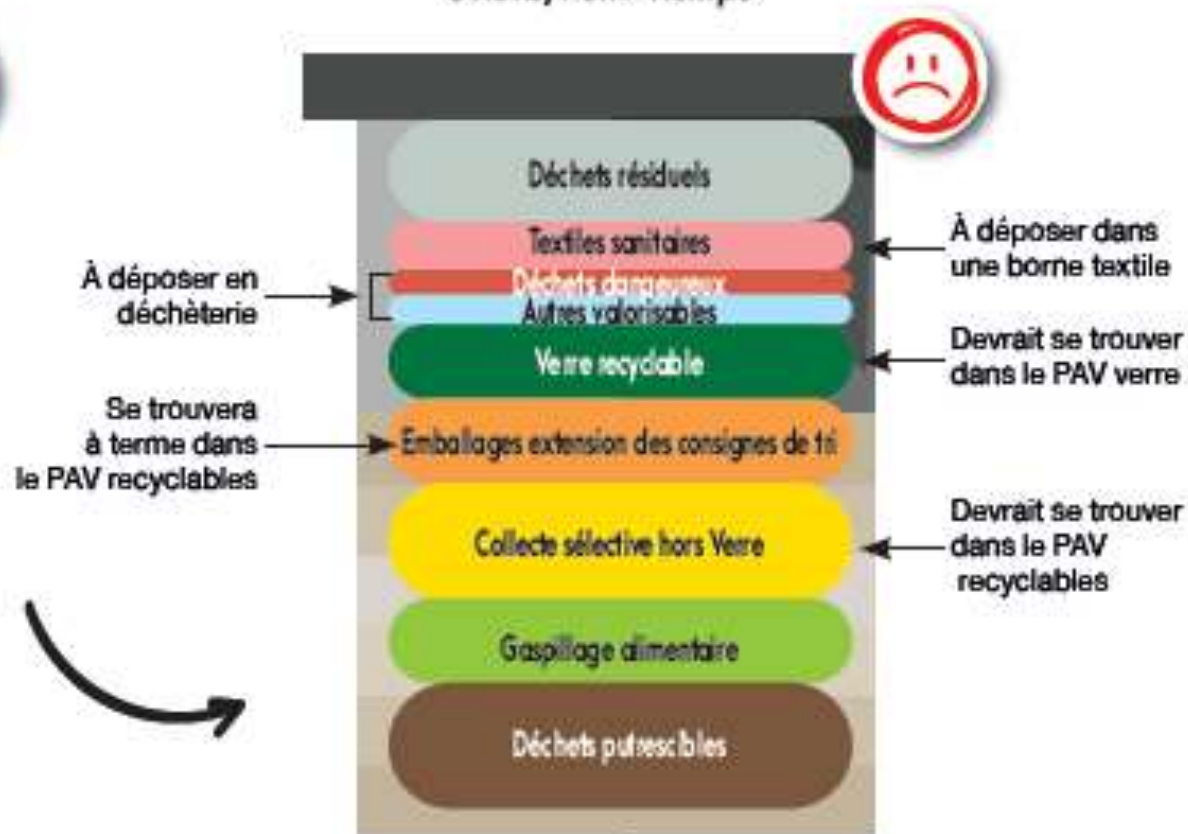 Déchets résiduels
Textiles sanitaires
À déposer dans
une borne textile
À déposer en
déchèterie
Déchets dangeureux
Autres valorisables
Verre recyclable
Devrait se trouver
dans le PAV verre
Se trouvera
à terme dans
le PAV recyclables
Emballages extension des consignes de tri
Collecte sélective hors Verre
Devrait se trouver
dans le PAV
recyclables
Gaspillage alimentaire
Déchets putrescibles